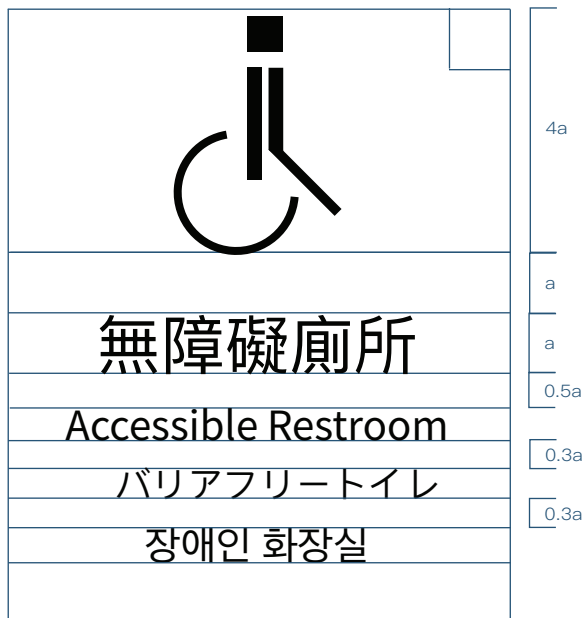 4a
a
無障礙廁所
a
0.5a
Accessible Restroom
0.3a
バリアフリートイレ
0.3a
장애인 화장실